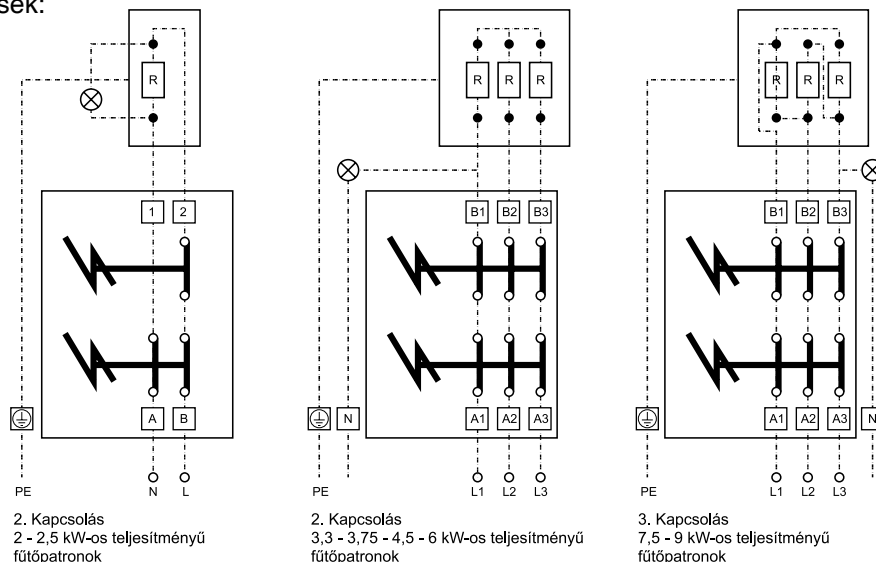 sek:
R
R R R
R R R
1 2
B1 B2 B3
B1 B2 B3
A B
N A1 A2 A3
A1 A2 A3 N
PE N L
PE L1 L2 L3
PE L1 L2 L3
2. Kapcsolás
2 - 2,5 kW-os teljesítményű
fűtőpatronok
2. Kapcsolás
3,3 - 3,75 - 4,5 - 6 kW-os teljesítményű
fűtőpatronok
3. Kapcsolás
7,5 - 9 kW-os teljesítményű
fűtőpatronok